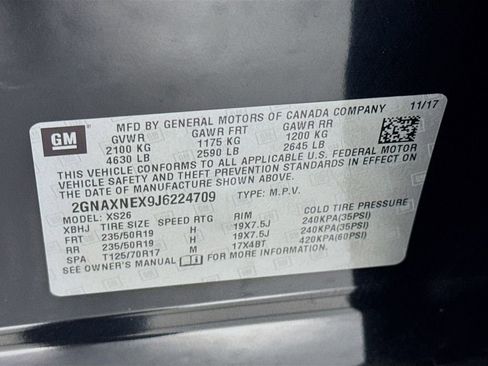 GM
MFD BY GENERAL MOTORS OF CANADA COMPANY 11/17
GVWR GAWR FRT GAWR RR
2100 KG 1175 KG 1200 KG
4630 LB 2590 LB 2645 LB
THIS VEHICLE CONFORMS TO ALL APPLICABLE U.S. FEDERAL MOTOR
VEHICLE SAFETY AND THEFT PREVENTION STANDARDS IN EFFECT ON
THE DATE OF MANUFACTURE SHOWN ABOVE.
2GNAXNEX9J6224709 TYPE: M.P.V.
MODEL: XS26
XBHJ TIRE SIZE SPEED RTG RIM COLD TIRE PRESSURE
FRT 235/50R19 H 19X7.5J 240KPA(35PSI)
RR 235/50R19 H 19X7.5J 240KPA(35PSI)
SPA T125/70R17 M 17X4BT 420KPA(60PSI)
SEE OWNER'S MANUAL FOR MORE INFORMATION